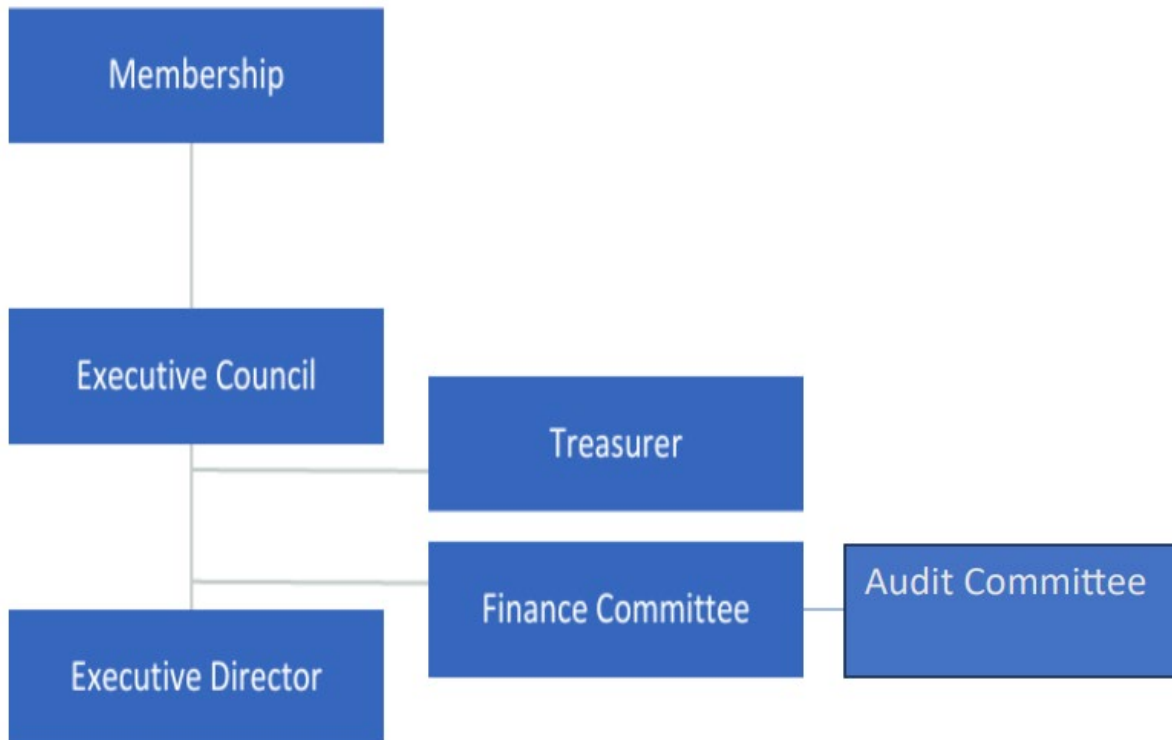 Membership
Executive Council
Treasurer
Finance Committee
Audit Committee
Executive Director